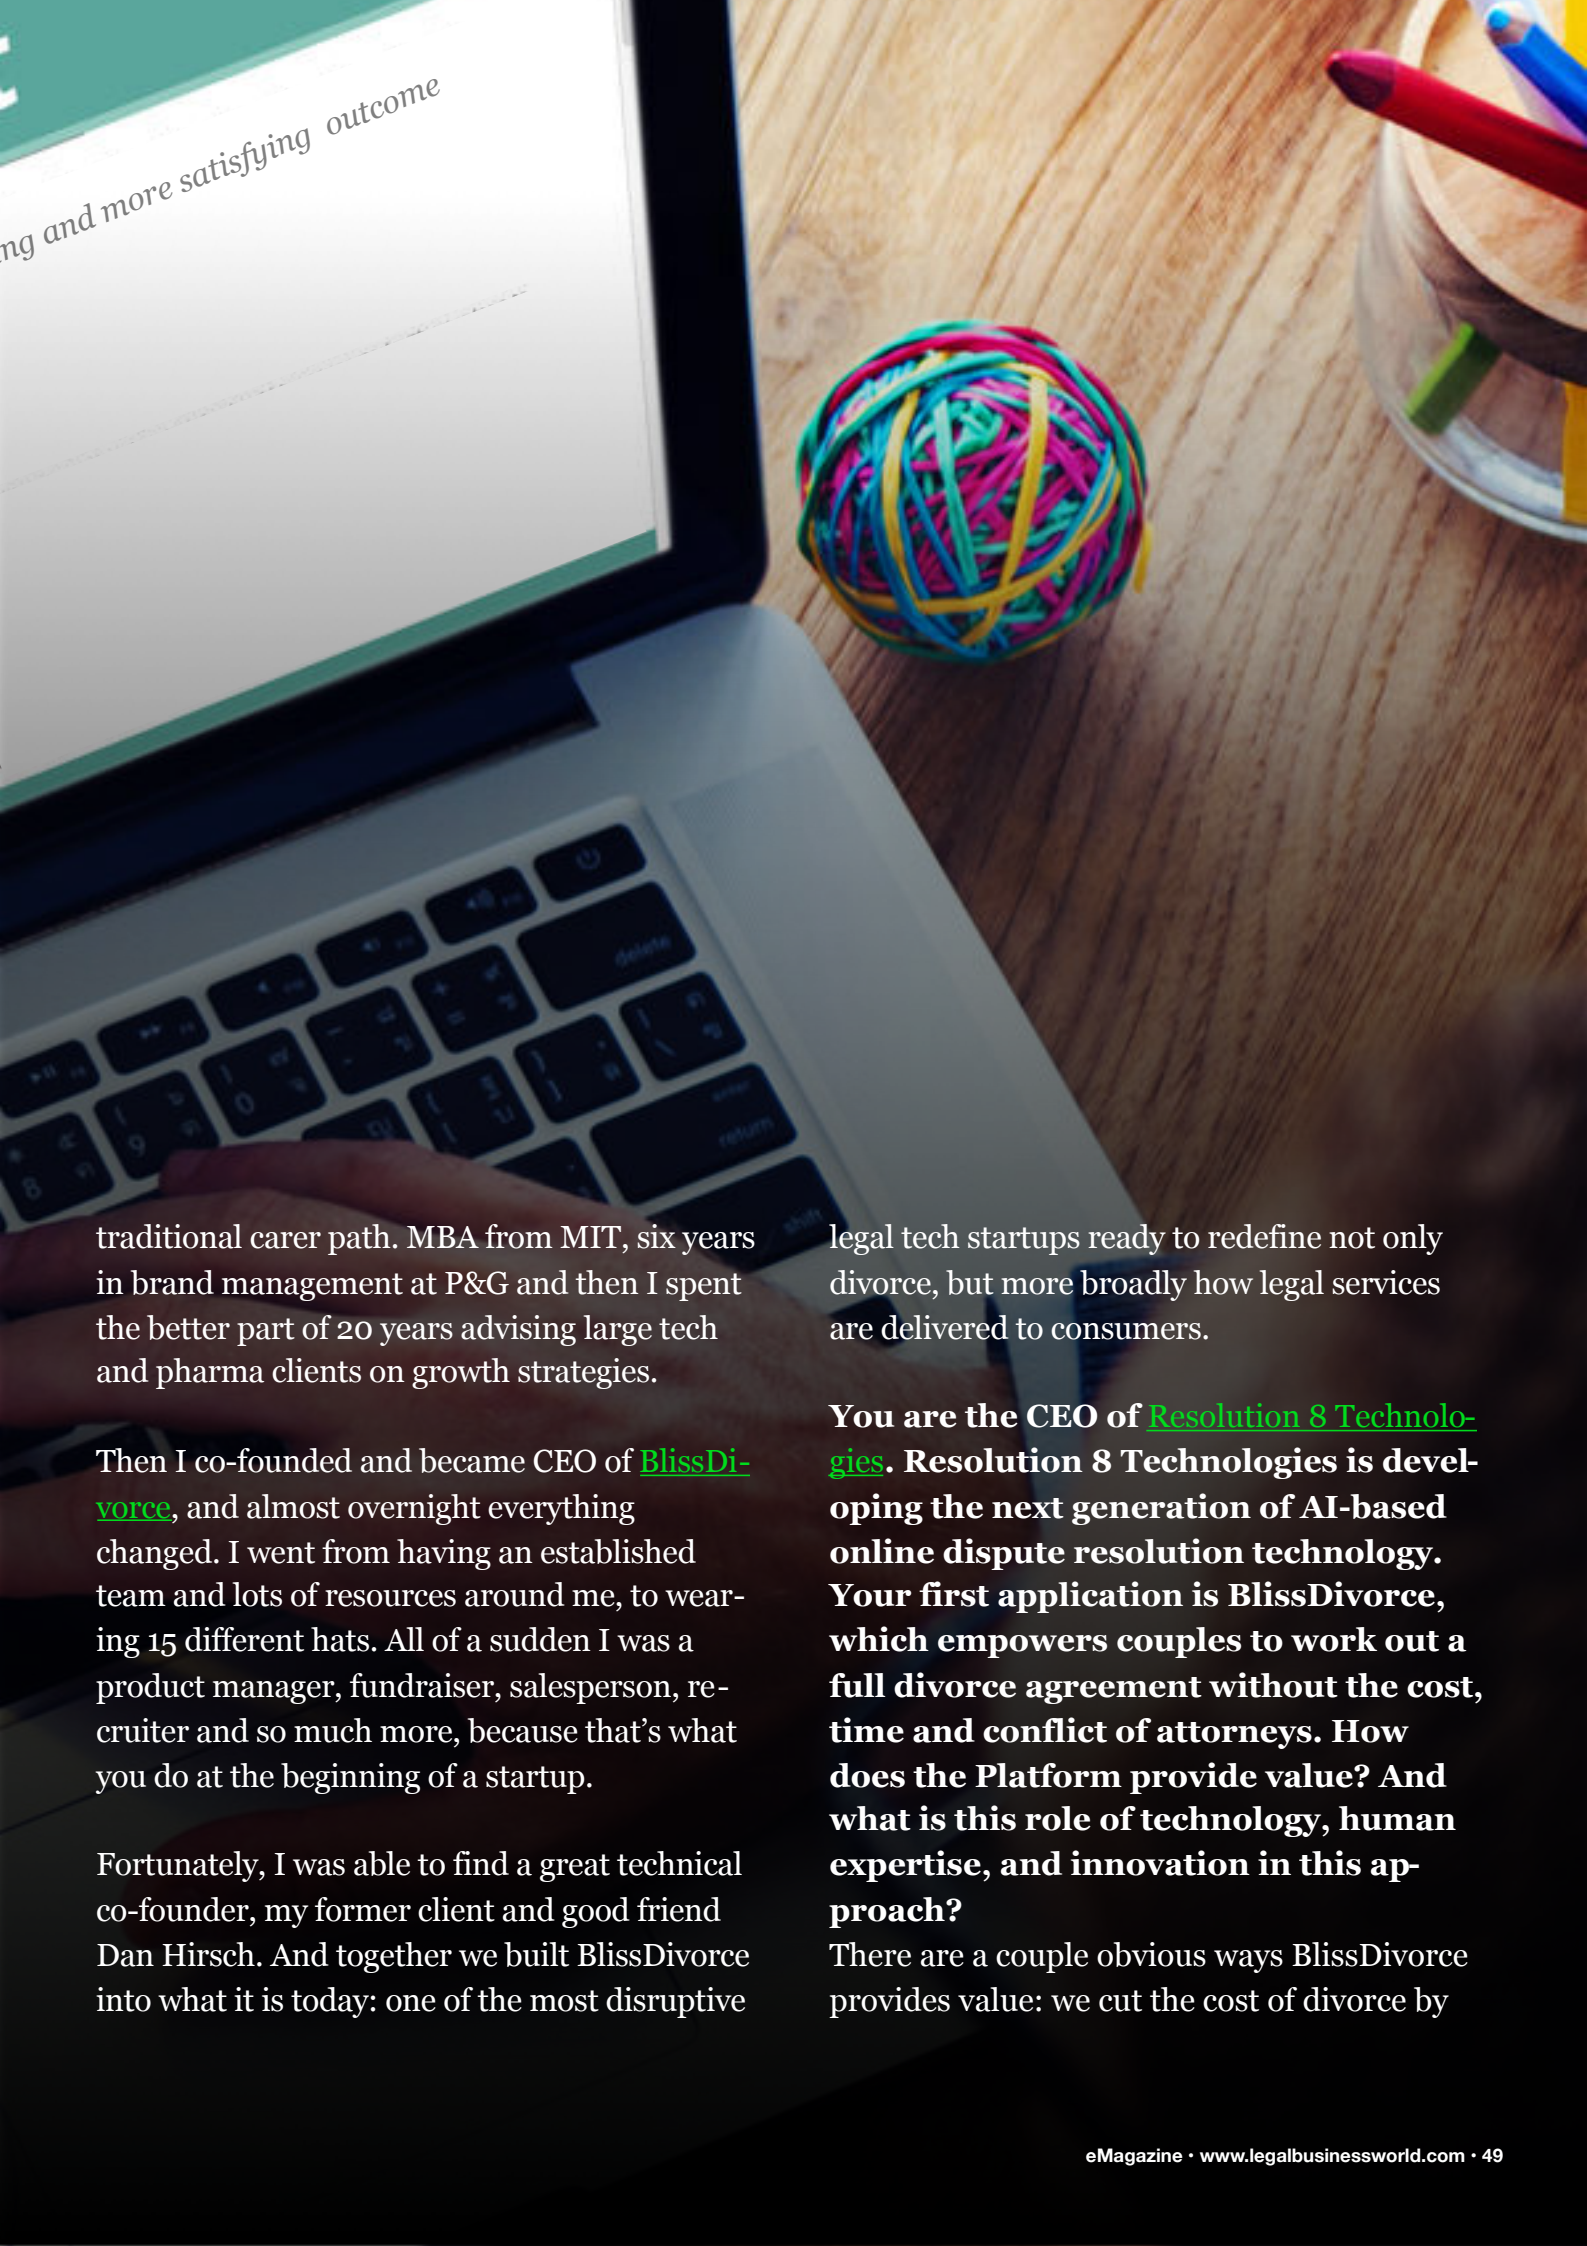 t
ng and more satisfying outcome
delete
return
shift
traditional carer path. MBA from MIT, six years
in brand management at P&G and then I spent
the better part of 20 years advising large tech
and pharma clients on growth strategies.
Then I co-founded and became CEO of BlissDi-
vorce, and almost overnight everything
changed. I went from having an established
team and lots of resources around me, to wear-
ing 15 different hats. All of a sudden I was a
product manager, fundraiser, salesperson, re-
cruiter and so much more, because that’s what
you do at the beginning of a startup.
Fortunately, I was able to find a great technical
co-founder, my former client and good friend
Dan Hirsch. And together we built BlissDivorce
into what it is today: one of the most disruptive
legal tech startups ready to redefine not only
divorce, but more broadly how legal services
are delivered to consumers.
You are the CEO of Resolution 8 Technolo-
gies. Resolution 8 Technologies is devel-
oping the next generation of AI-based
online dispute resolution technology.
Your first application is BlissDivorce,
which empowers couples to work out a
full divorce agreement without the cost,
time and conflict of attorneys. How
does the Platform provide value? And
what is this role of technology, human
expertise, and innovation in this ap-
proach?
There are a couple obvious ways BlissDivorce
provides value: we cut the cost of divorce by
eMagazine • www.legalbusinessworld.com • 49